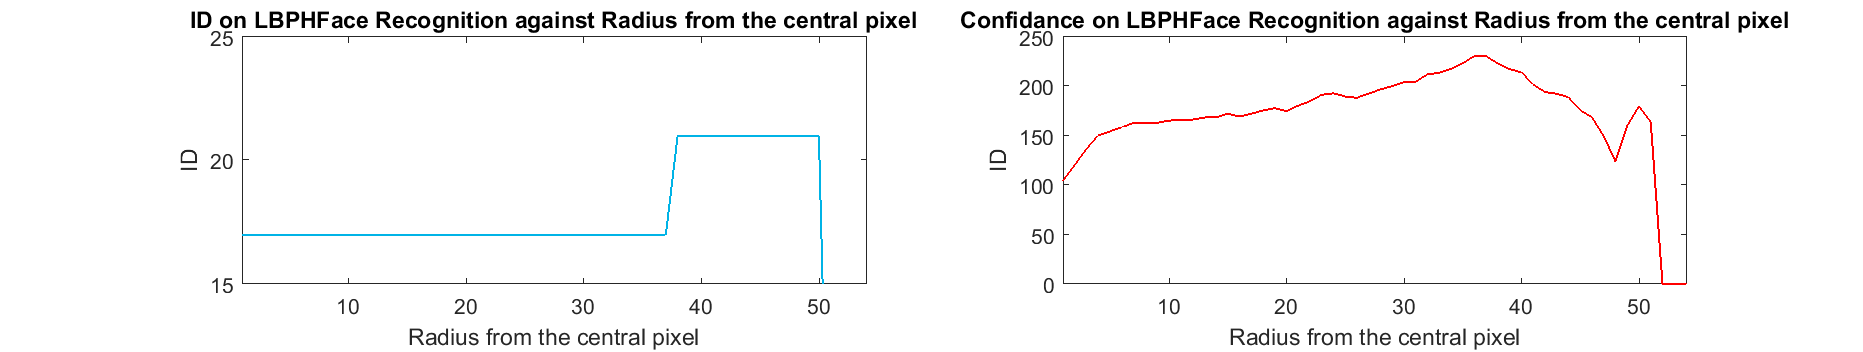 ID on LBPHFace Recognition against Radius from the central pixel
25
20
15
ID
10 20 30 40 50
Radius from the central pixel
Confidance on LBPHFace Recognition against Radius from the central pixel
250
200
150
100
50
0
ID
10 20 30 40 50
Radius from the central pixel